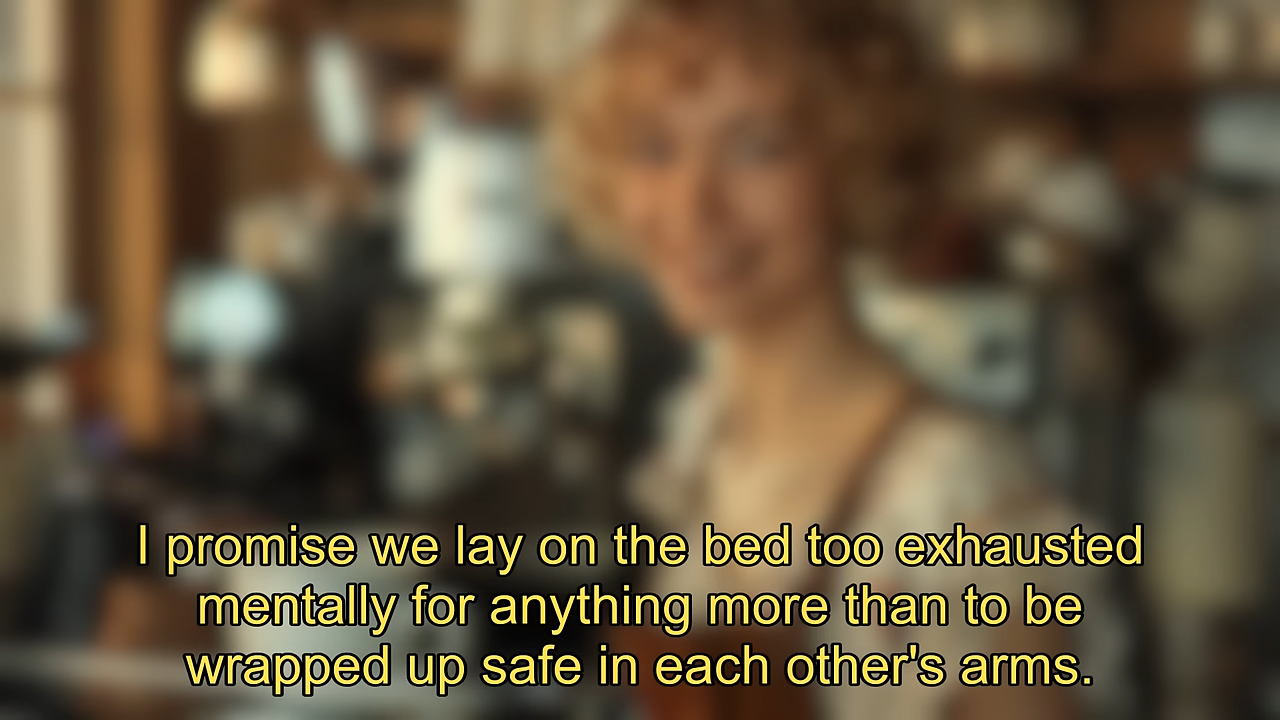 I promise we lay on the bed too exhausted
mentally for anything more than to be
wrapped up safe in each other's arms.